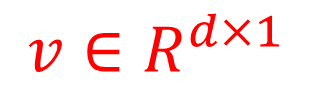 v ∈ R^{d×1}